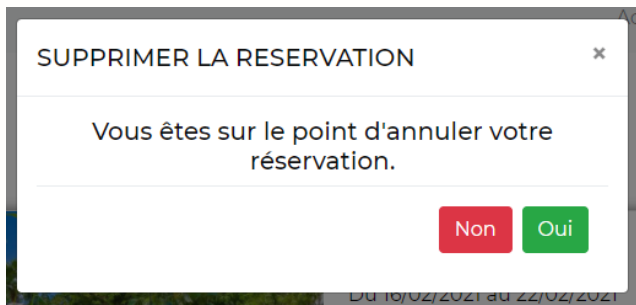 SUPPRIMER LA RESERVATION
×
Vous êtes sur le point d'annuler votre
réservation.
Non Oui
Du 16/02/2021 au 22/02/2021